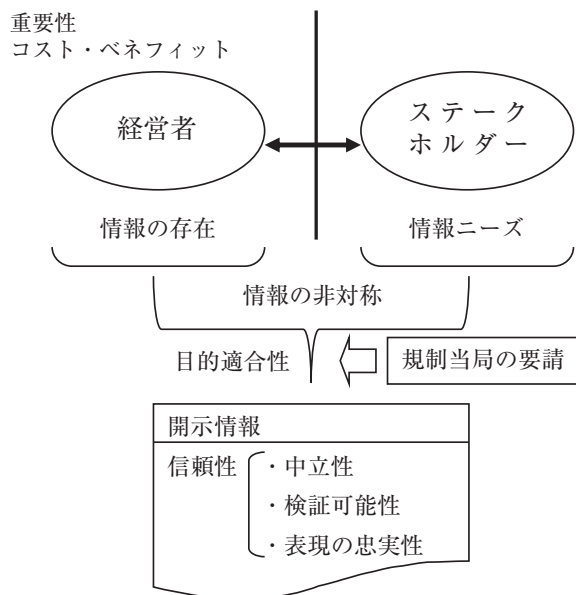 重要性
コスト・ベネフィット
経営者
ステーク
ホルダー
情報の存在
情報ニーズ
情報の非対称
目的適合性
規制当局の要請
開示情報
信頼性
・中立性
・検証可能性
・表現の忠実性